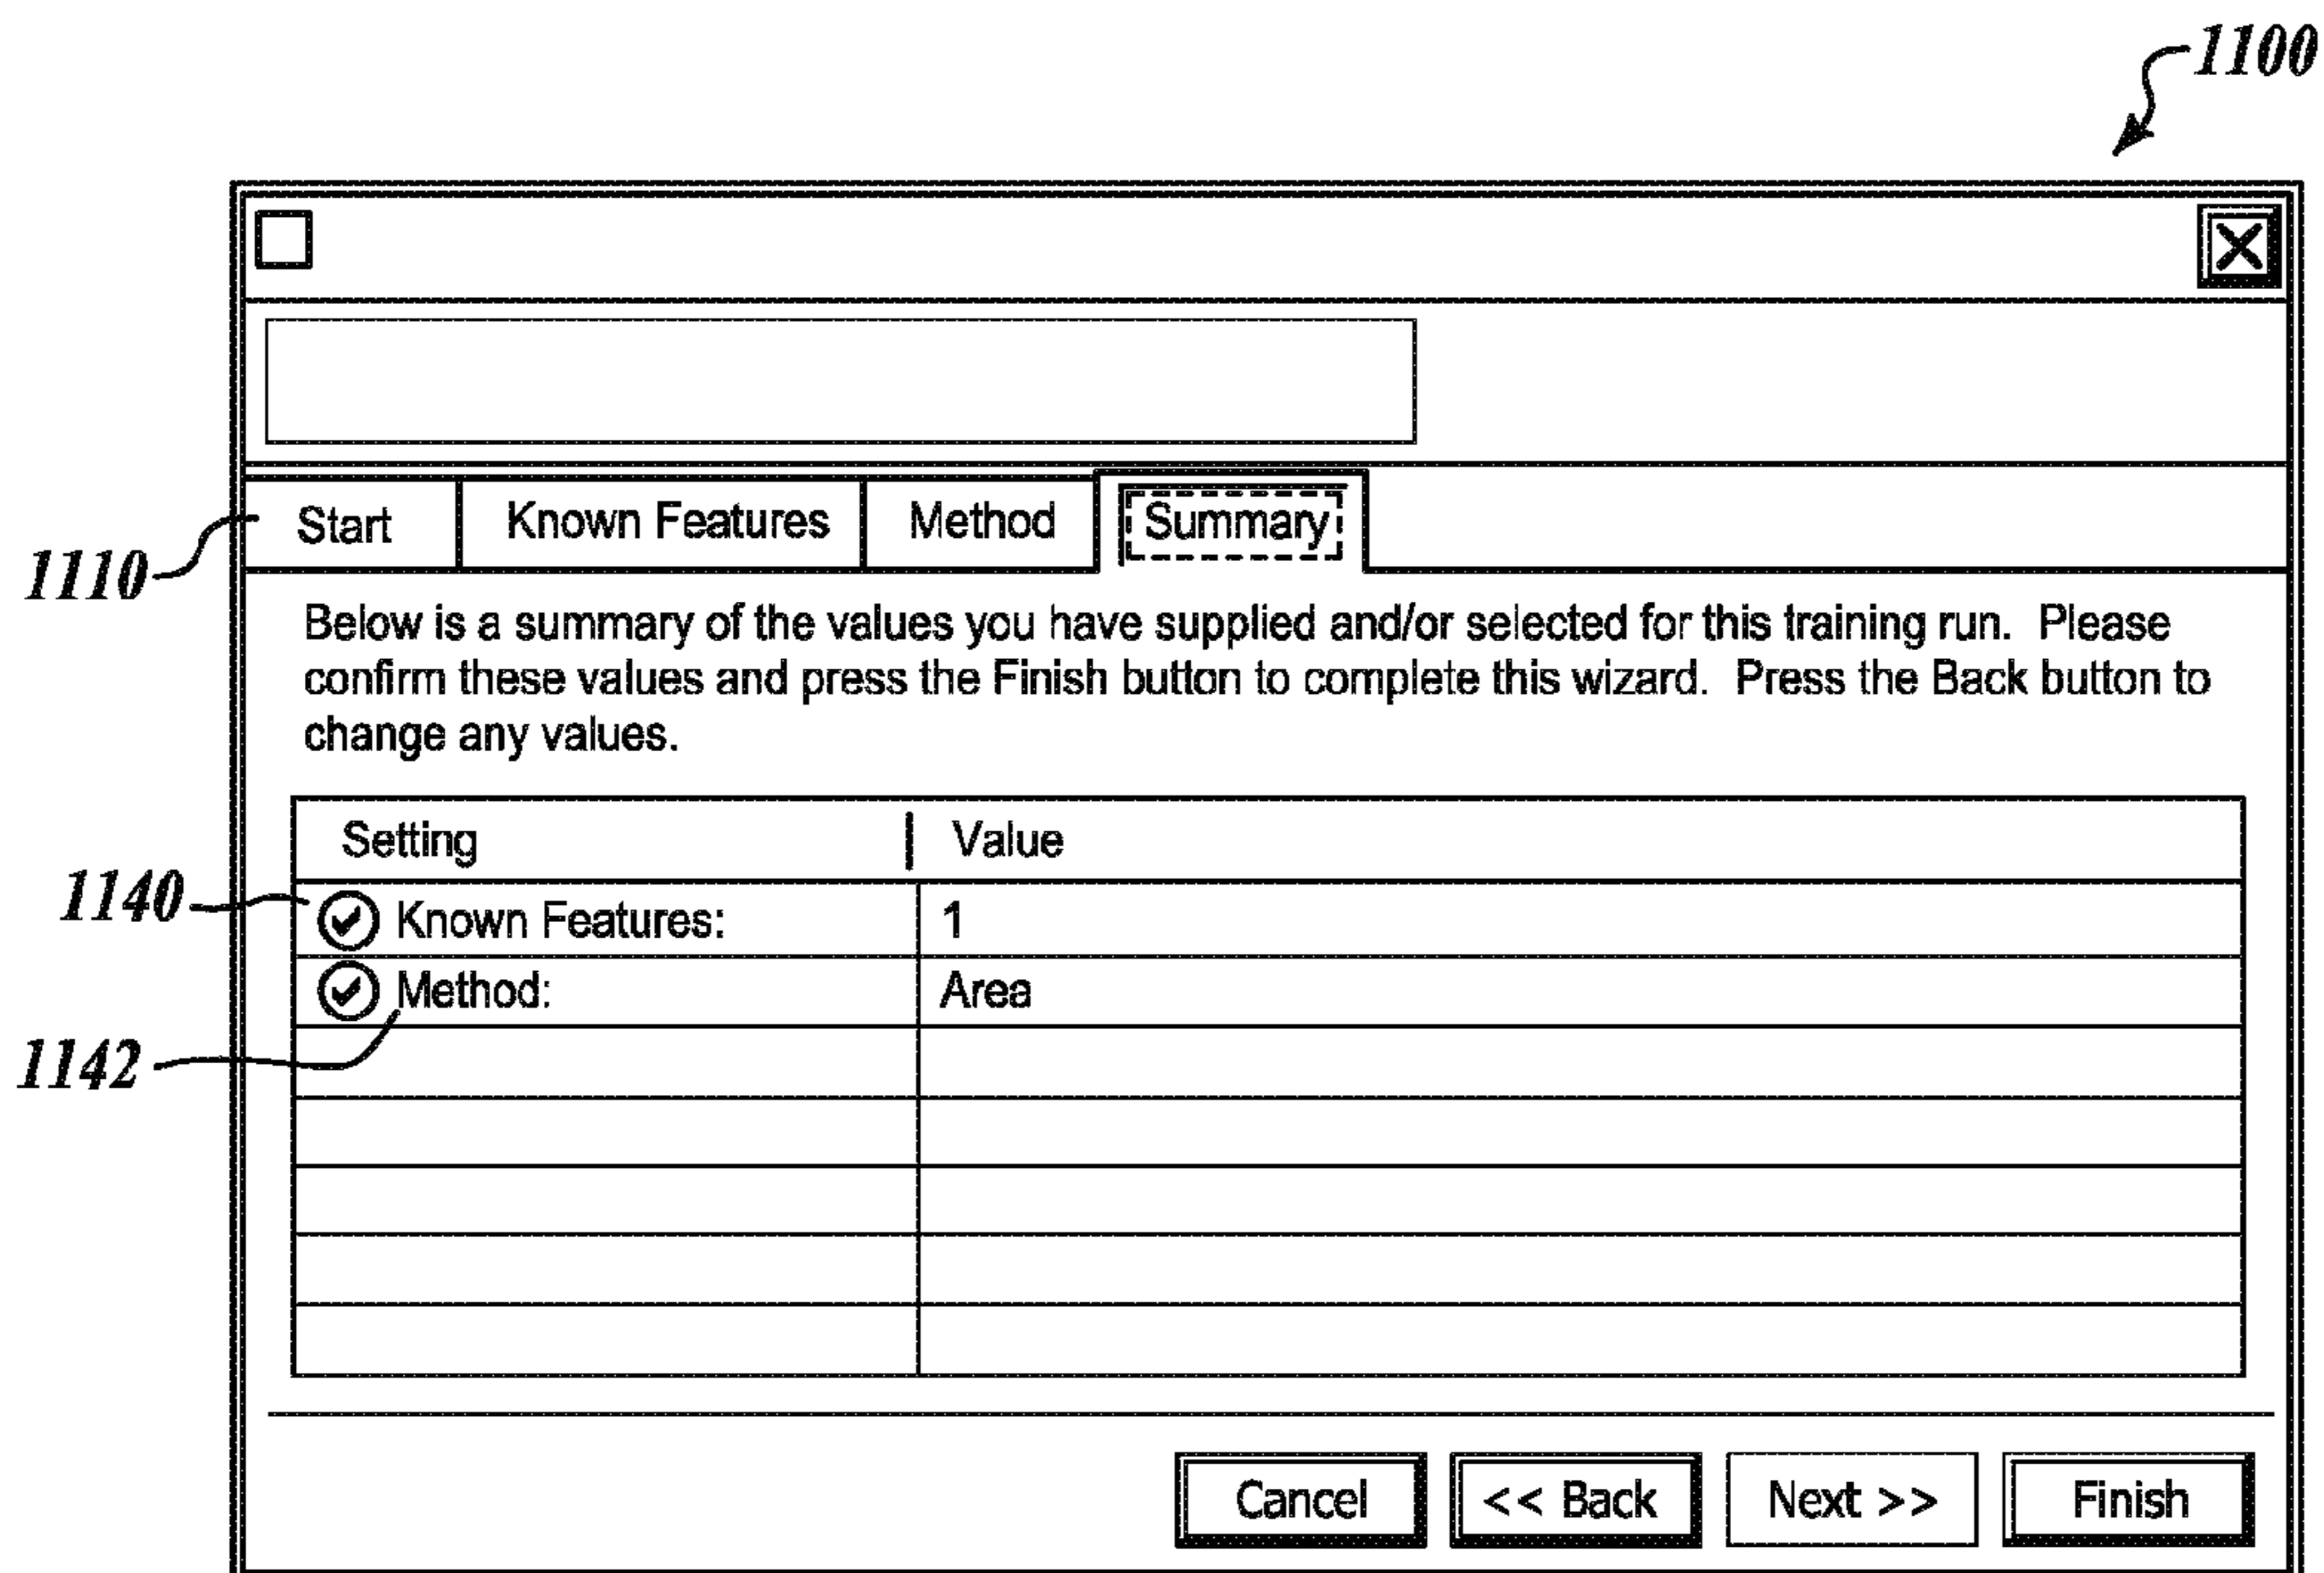 1100
Start Known Features Method Summary
1110
Below is a summary of the values you have supplied and/or selected for this training run. Please
confirm these values and press the Finish button to complete this wizard. Press the Back button to
change any values.
Setting Value
1140 Known Features: 1
Method: Area
1142
Cancel << Back Next >> Finish